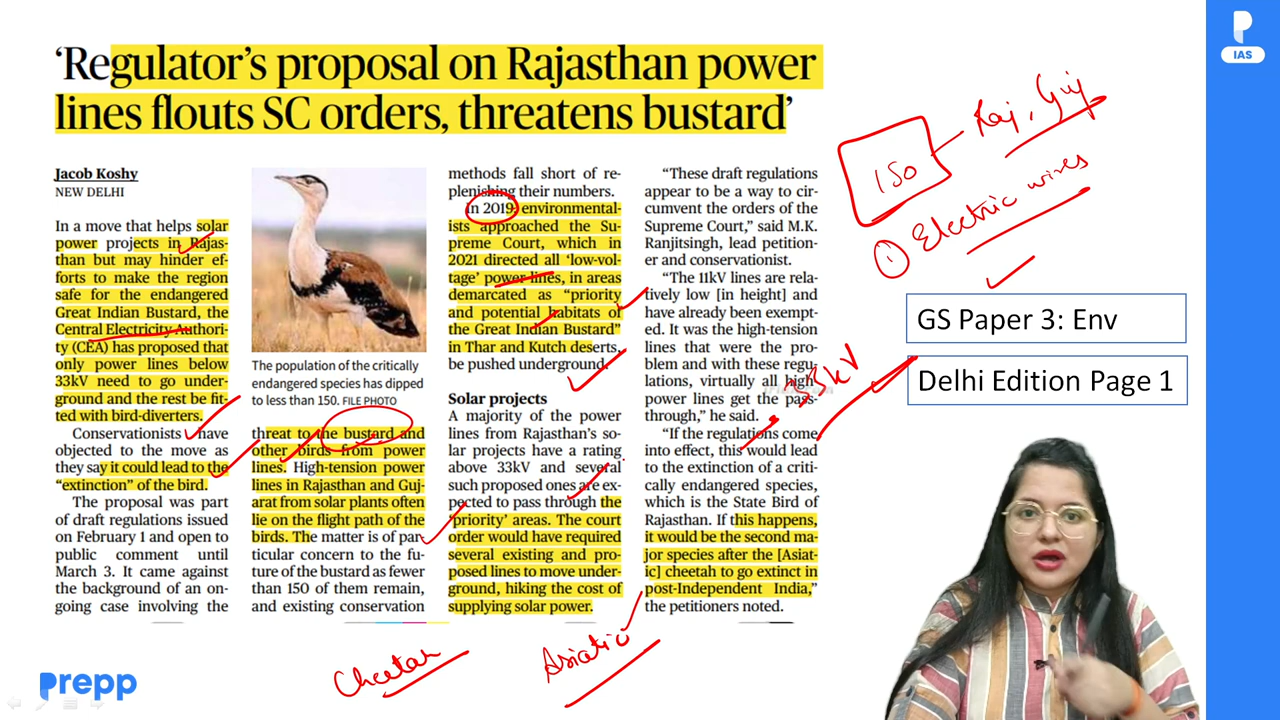 ‘Regulator’s proposal on Rajasthan power
lines flouts SC orders, threatens bustard’
Jacob Koshy
NEW DELHI
In a move that helps solar
power projects in Rajas-
than but may hinder ef-
forts to make the region
safe for the endangered
Great Indian Bustard, the
Central Electricity Authori-
ty (CEA) has proposed that
only power lines below
33kV need to go under-
ground and the rest be fit-
ted with bird-diverters.
Conservationists have
objected to the move as
they say it could lead to the
“extinction” of the bird.
The proposal was part
of draft regulations issued
on February 1 and open to
public comment until
March 3. It came against
the background of an on-
going case involving the
The population of the critically
endangered species has dipped
to less than 150. FILE PHOTO
threat to the bustard and
other birds from power
lines. High-tension power
lines in Rajasthan and Guj-
arat from solar plants often
lie on the flight path of the
birds. The matter is of par-
ticular concern to the fu-
ture of the bustard as fewer
than 150 of them remain,
and existing conservation
methods fall short of re-
plenishing their numbers.
In 2019, environmental-
ists approached the Su-
preme Court, which in
2021 directed all ‘low-vol-
tage’ power lines, in areas
demarcated as “priority
and potential habitats of
the Great Indian Bustard”
in Thar and Kutch deserts,
be pushed underground.
Solar projects
A majority of the power
lines from Rajasthan’s so-
lar projects have a rating
above 33kV and several
such proposed ones are ex-
pected to pass through the
‘priority’ areas. The court
order would have required
several existing and pro-
posed lines to move under-
ground, hiking the cost of
supplying solar power.
“These draft regulations
appear to be a way to cir-
cumvent the orders of the
Supreme Court,” said M.K.
Ranjitsingh, lead petition-
er and conservationist.
“The 11kV lines are rela-
tively low [in height] and
have already been exempt-
ed. It was the high-tension
lines that were the pro-
blem and with these regu-
lations, virtually all high
power lines get the pass-
through,” he said.
“If the regulations come
into effect, this would lead
to the extinction of a criti-
cally endangered species,
which is the State Bird of
Rajasthan. If this happens,
it would be the second ma-
jor species after the [Asiat-
ic] cheetah to go extinct in
post-Independent India,”
the petitioners noted.
150
Raj, Guj
① Electric wires
33kV
Cheetah
Asiatic
GS Paper 3: Env
Delhi Edition Page 1
IAS
prepp